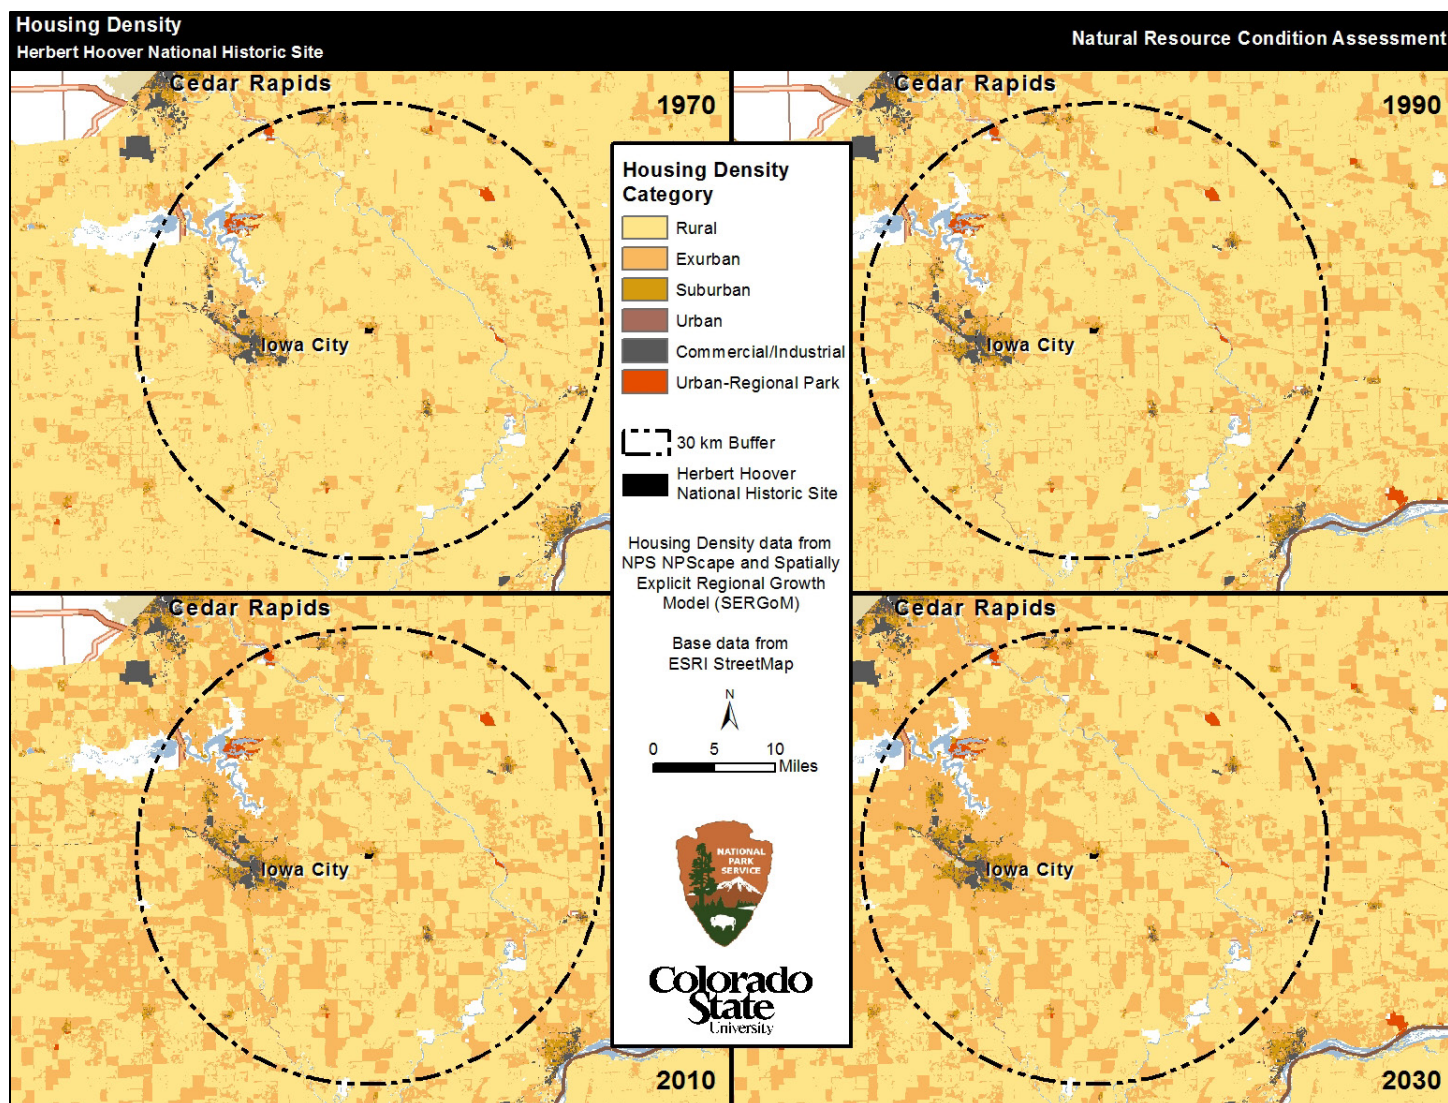 Housing Density
Herbert Hoover National Historic Site
Natural Resource Condition Assessment
Cedar Rapids
1970
Iowa City
Cedar Rapids
1990
Iowa City
Housing Density
Category
Rural
Exurban
Suburban
Urban
Commercial/Industrial
Urban-Regional Park
30 km Buffer
Herbert Hoover
National Historic Site
Housing Density data from
NPS NPScape and Spatially
Explicit Regional Growth
Model (SERGoM)
Base data from
ESRI StreetMap
N
0 5 10
Miles
NATIONAL
PARK
SERVICE
Colorado
State
University
Cedar Rapids
Iowa City
2010
Cedar Rapids
Iowa City
2030